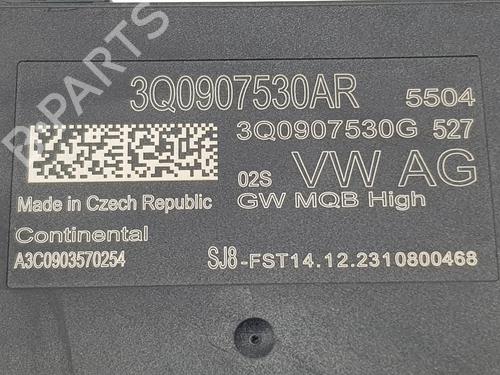 3Q0907530AR 5504
3Q0907530G 527
02S VW AG
GW MQB High
Made in Czech Republic
Continental
A3C0903570254
SJ8-FST14.12.2310800468
B-PARTS